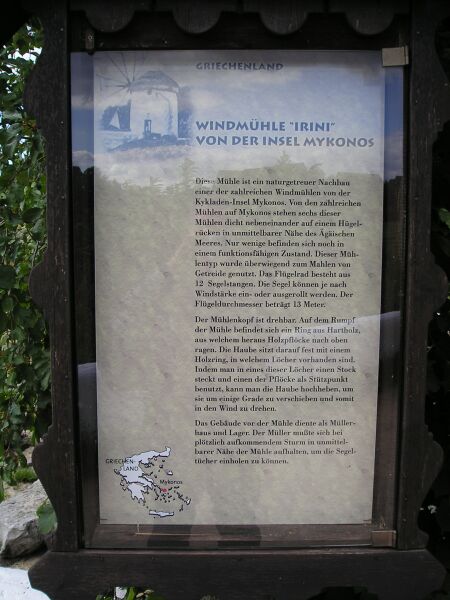 GRIECHENLAND
WINDMÜHLE "IRINI"
VON DER INSEL MYKONOS
Diese Mühle ist ein naturgetreuer Nachbau
einer der zahlreichen Windmühlen von der
Kykladen-Insel Mykonos. Von den zahlreichen
Mühlen auf Mykonos stehen sechs dieser
Mühlen dicht nebeneinander auf einem Hügel-
rücken in unmittelbarer Nähe des Ägäischen
Meeres. Nur wenige befinden sich noch in
einem funktionsfähigen Zustand. Dieser Müh-
lentyp wurde überwiegend zum Mahlen von
Getreide genutzt. Das Flügelrad besteht aus
12 Segelstangen. Die Segel können je nach
Windstärke ein- oder ausgerollt werden. Der
Flügeldurchmesser beträgt 13 Meter.
Der Mühlenkopf ist drehbar. Auf dem Rumpf
der Mühle befindet sich ein Ring aus Hartholz,
aus welchem heraus Holzpflöcke nach oben
ragen. Die Haube sitzt darauf fest mit einem
Holzring, in welchem Löcher vorhanden sind.
Indem man in eines dieser Löcher einen Stock
steckt und einen der Pflöcke als Stützpunkt
benutzt, kann man die Haube hochheben, um
sie um einige Grade zu verschieben und somit
in den Wind zu drehen.
Das Gebäude vor der Mühle diente als Müller-
haus und Lager. Der Müller mußte sich bei
plötzlich aufkommendem Sturm in unmittel-
barer Nähe der Mühle aufhalten, um die Segel-
tücher einholen zu können.
GRIECHEN-
LAND
Mykonos